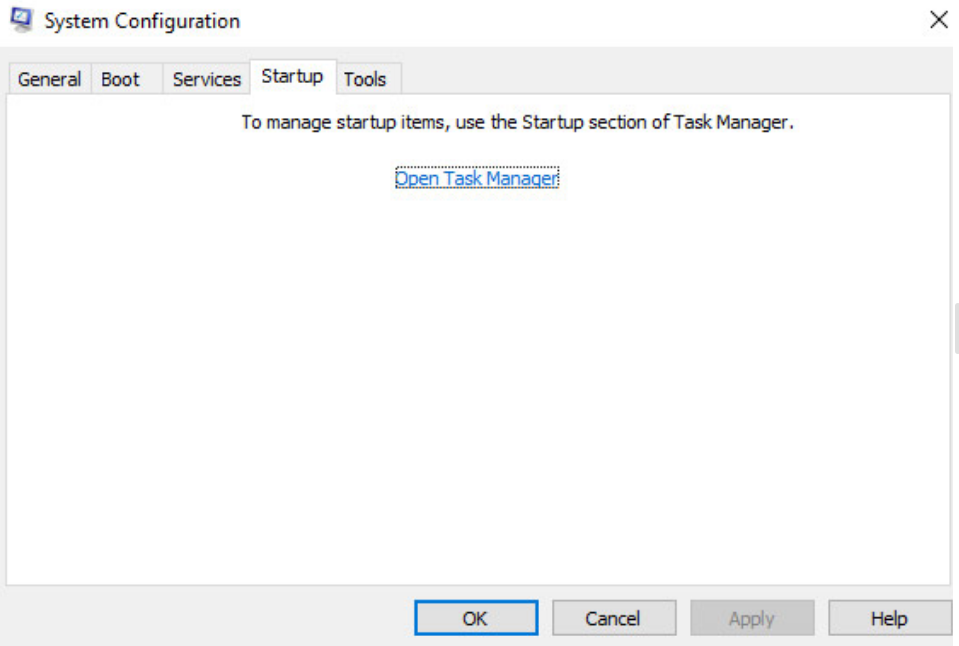 System Configuration
General Boot Services Startup Tools
To manage startup items, use the Startup section of Task Manager.
Open Task Manager
OK Cancel Apply Help